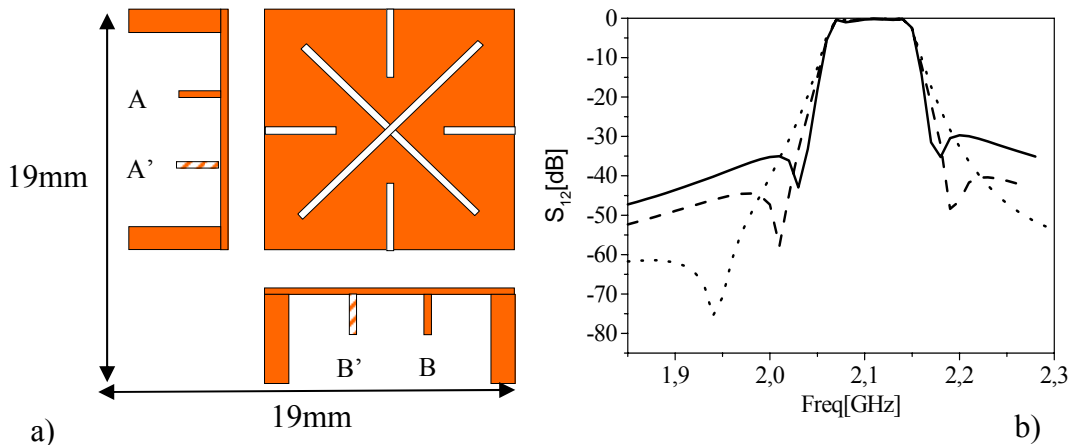 A
A’
19mm
B’
B
19mm
a)
S12[dB]
0
-10
-20
-30
-40
-50
-60
-70
-80
1,9
2,0
2,1
2,2
2,3
Freq[GHz]
b)